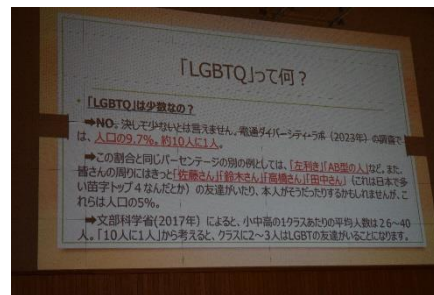 「LGBTQ」って何？
・「LGBTQ」は少数なの？
➡NO。決して少ないとは言えません。電通ダイバーシティ・ラボ（2023年）の調査で
は、人口の9.7%。約10人に1人。
➡この割合と同じパーセンテージの別の例としては、「左利き」「AB型の人」など。また、
皆さんの周りにはきっと「佐藤さん」「鈴木さん」「高橋さん」「田中さん」（これは日本で多
い苗字トップ4なんだとか）の友達がいたり、本人がそうだったりするかもしれませんが、こ
れらは人口の5%。
➡文部科学省(2017年）によると、小中高の1クラスあたりの平均人数は26～40
人。「10人に1人」から考えると、クラスに2～3人はLGBTの友達がいることになります。